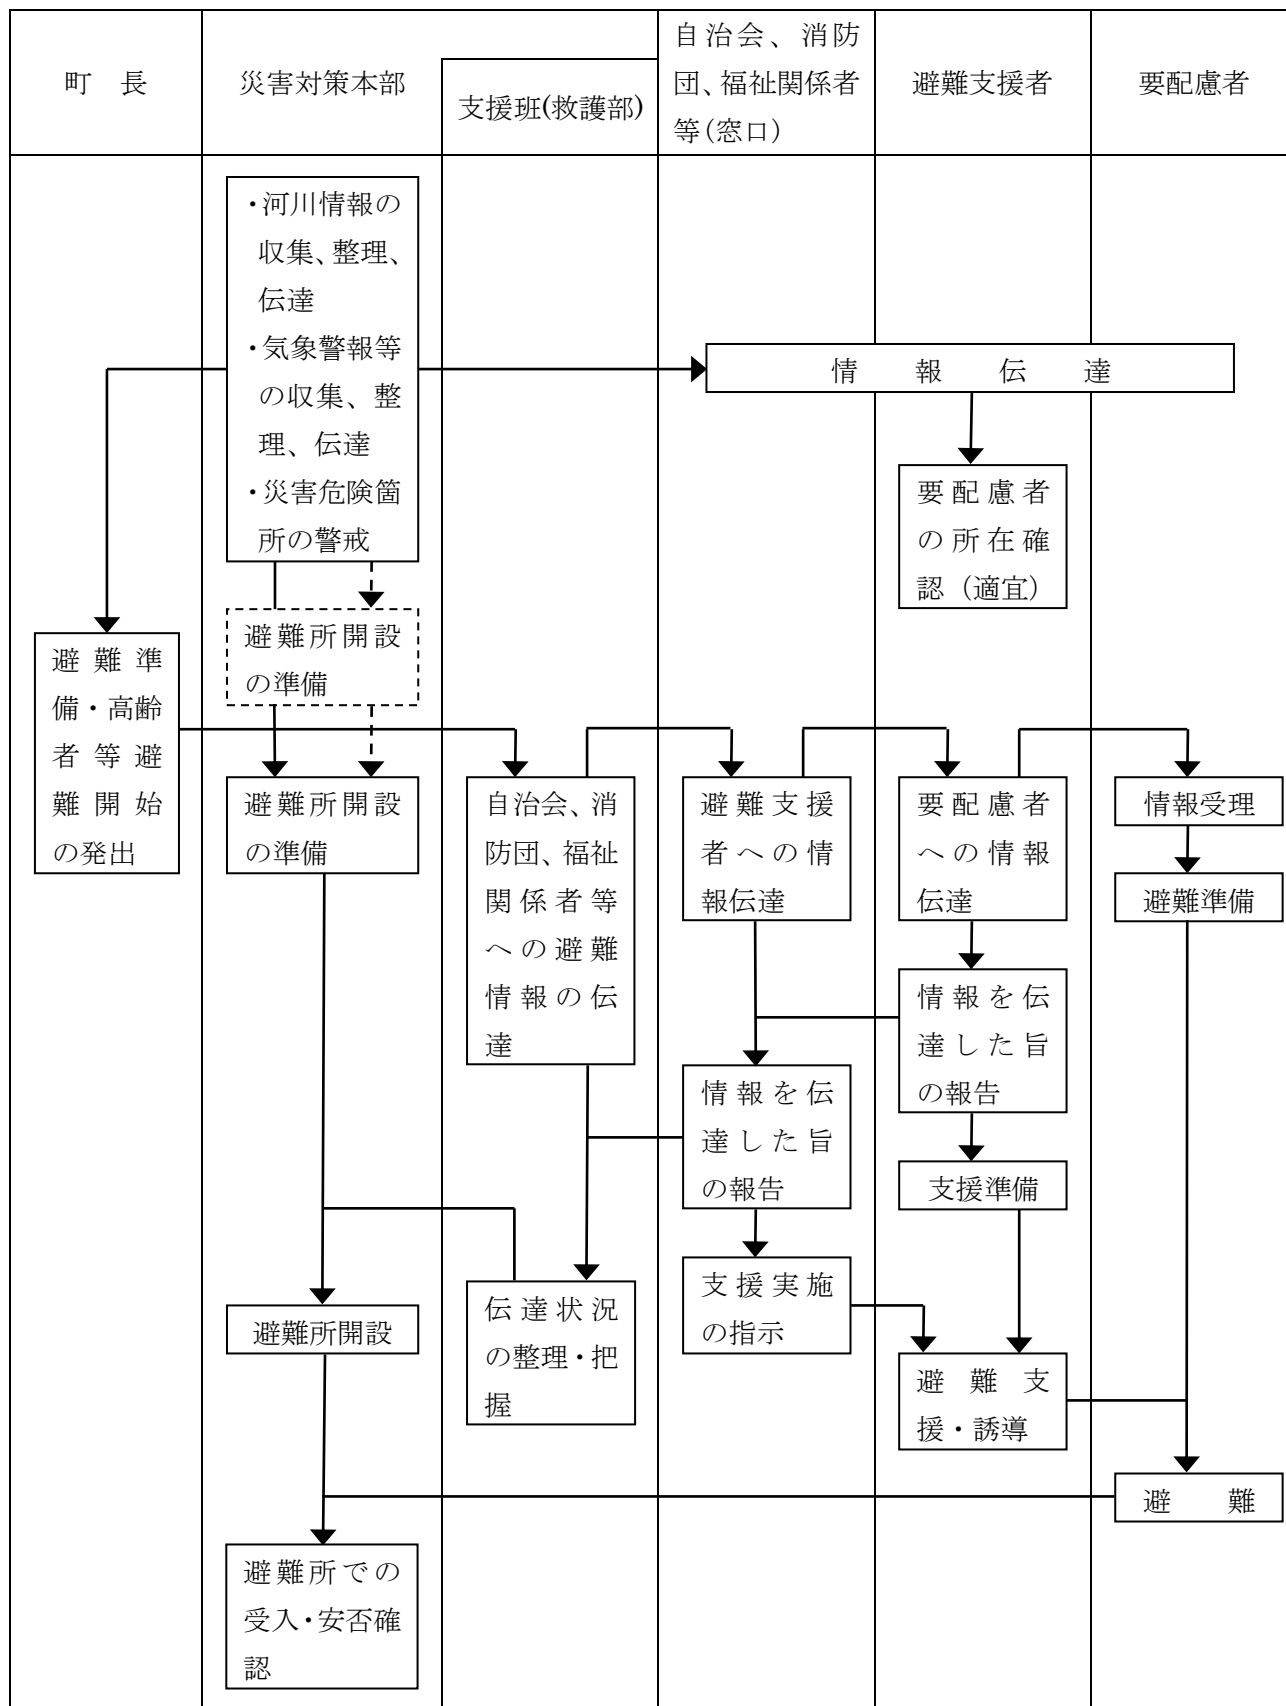 町　長
災害対策本部
支援班(救護部)
自治会、消防
団、福祉関係者
等(窓口)
避難支援者
要配慮者
・河川情報の
収集、整理、
伝達
・気象警報等
の収集、整
理、伝達
・災害危険箇
所の警戒
情　報　伝　達
要配慮者
の所在確
認（適宜）
避難所開設
の準備
避難準
備・高齢
者等避
難開始
の発出
避難所開設
の準備
自治会、消
防団、福祉
関係者等
への避難
情報の伝
達
避難支援
者への情
報伝達
要配慮者
への情報
伝達
情報受理
避難準備
情報を伝
達した旨
の報告
情報を伝
達した旨
の報告
支援準備
支援実施
の指示
伝達状況
の整理・把
握
避難所開設
避難支
援・誘導
避　難
避難所での
受入・安否確
認